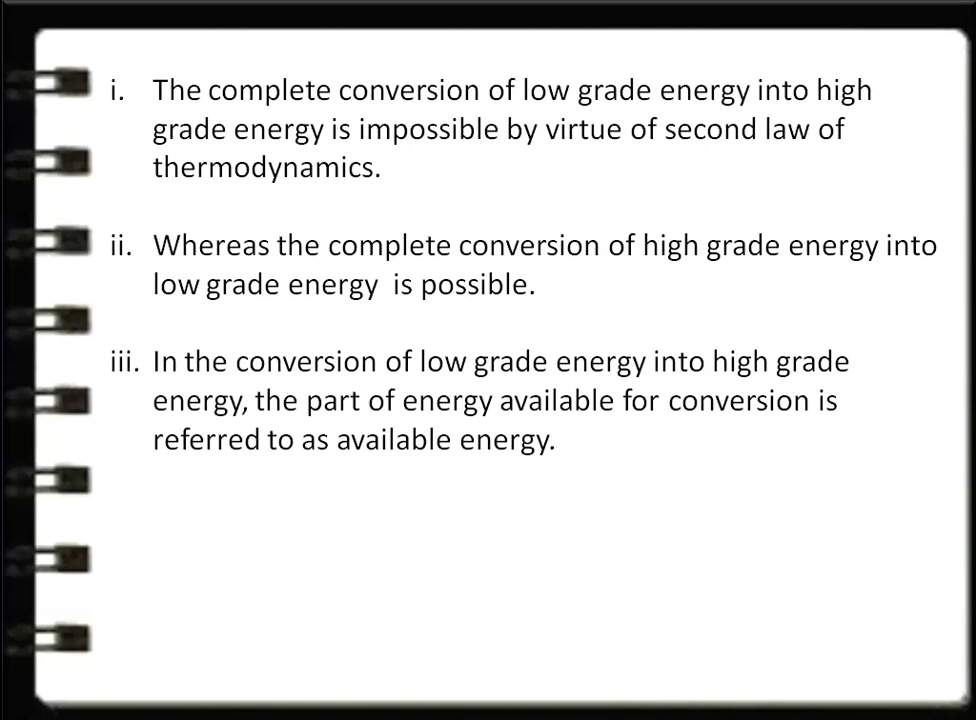 i. The complete conversion of low grade energy into high
grade energy is impossible by virtue of second law of
thermodynamics.
ii. Whereas the complete conversion of high grade energy into
low grade energy is possible.
iii. In the conversion of low grade energy into high grade
energy, the part of energy available for conversion is
referred to as available energy.